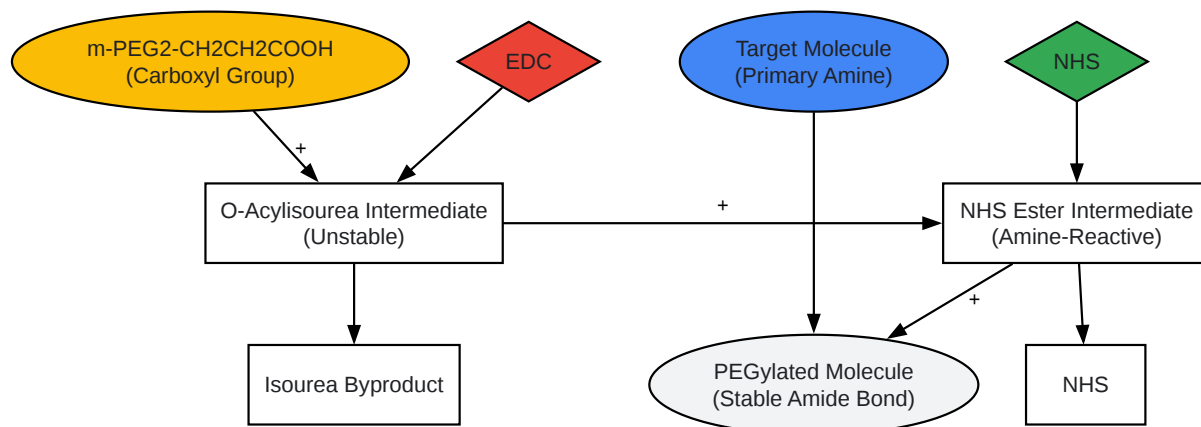 m-PEG2-CH2CH2COOH
(Carboxyl Group)
EDC
Target Molecule
(Primary Amine)
NHS
+
O-Acylisourea Intermediate
(Unstable)
+
NHS Ester Intermediate
(Amine-Reactive)
+
Isourea Byproduct
PEGylated Molecule
(Stable Amide Bond)
NHS